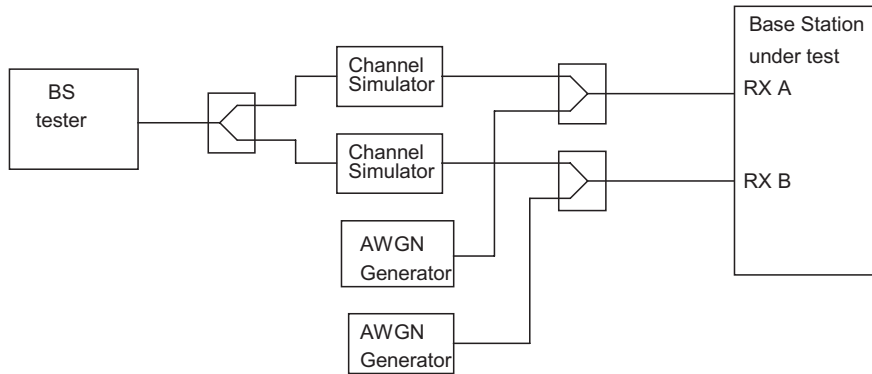 BS
tester
Channel
Simulator
Channel
Simulator
AWGN
Generator
AWGN
Generator
Base Station
under test
RX A
RX B